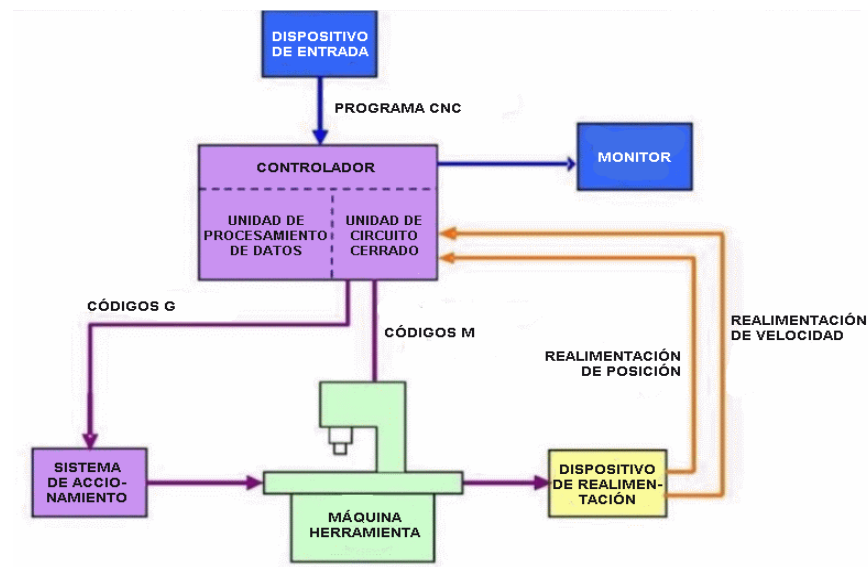 DISPOSITIVO
DE ENTRADA
PROGRAMA CNC
CONTROLADOR
MONITOR
UNIDAD DE
PROCESAMIENTO
DE DATOS
UNIDAD DE
CIRCUITO
CERRADO
CÓDIGOS G
CÓDIGOS M
REALIMENTACIÓN
DE VELOCIDAD
REALIMENTACIÓN
DE POSICIÓN
SISTEMA
DE ACCIO-
NAMIENTO
MÁQUINA
HERRAMIENTA
DISPOSITIVO
DE REALIMEN-
TACIÓN